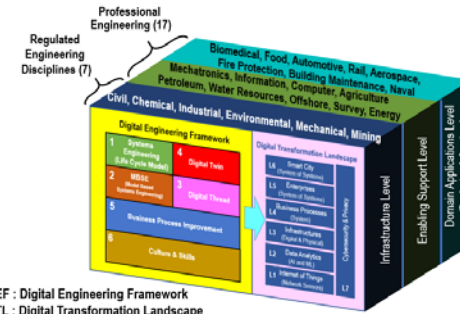 Professional
Engineering (17)
Regulated
Engineering
Disciplines (7)
Biomedical, Food, Automotive, Rail, Aerospace,
Fire Protection, Building Maintenance, Naval
Mechatronics, Information, Computer, Agriculture
Petroleum, Water Resources, Offshore, Survey, Energy
Civil, Chemical, Industrial, Environmental, Mechanical, Mining
Digital Engineering Framework
1
Systems
Engineering
(Life Cycle Model)
4
Digital Twin
2
MBSE
(Model Based
Systems Engineering)
3
Digital Thread
5
Business Process Improvement
6
Culture & Skills
Digital Transformation Landscape
L6
Smart City
(System of Systems)
L5
Enterprises
(System of Systems)
L4
Business Processes
(System)
L3
Infrastructures
(Digital & Physical)
L2
Data Analytics
(AI and ML)
L1
Internet of Things
(Network Sensors)
Cybersecurity & Privacy
L7
Infrastructure Level
Enabling Support Level
Domain Applications Level
EF : Digital Engineering Framework
TL : Digital Transformation Landscape